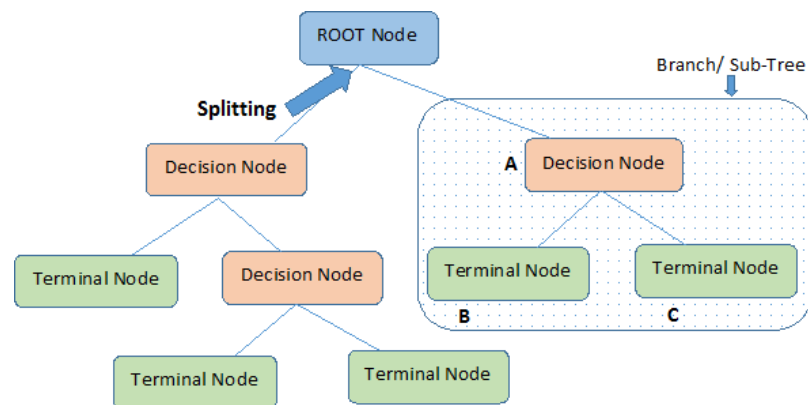 ROOT Node
Branch/ Sub-Tree
Splitting
Decision Node
A
Decision Node
Terminal Node
Decision Node
Terminal Node
Terminal Node
B
C
Terminal Node
Terminal Node